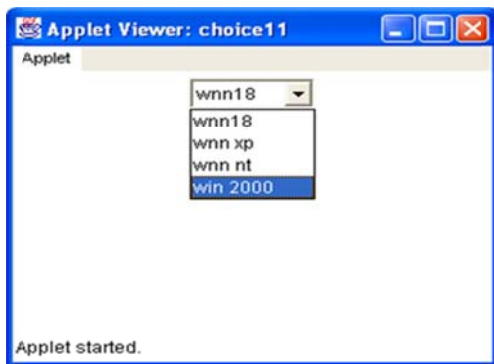 Applet Viewer: choice11
Applet
wnn18
wnn18
wnn xp
wnn nt
win 2000
Applet started.